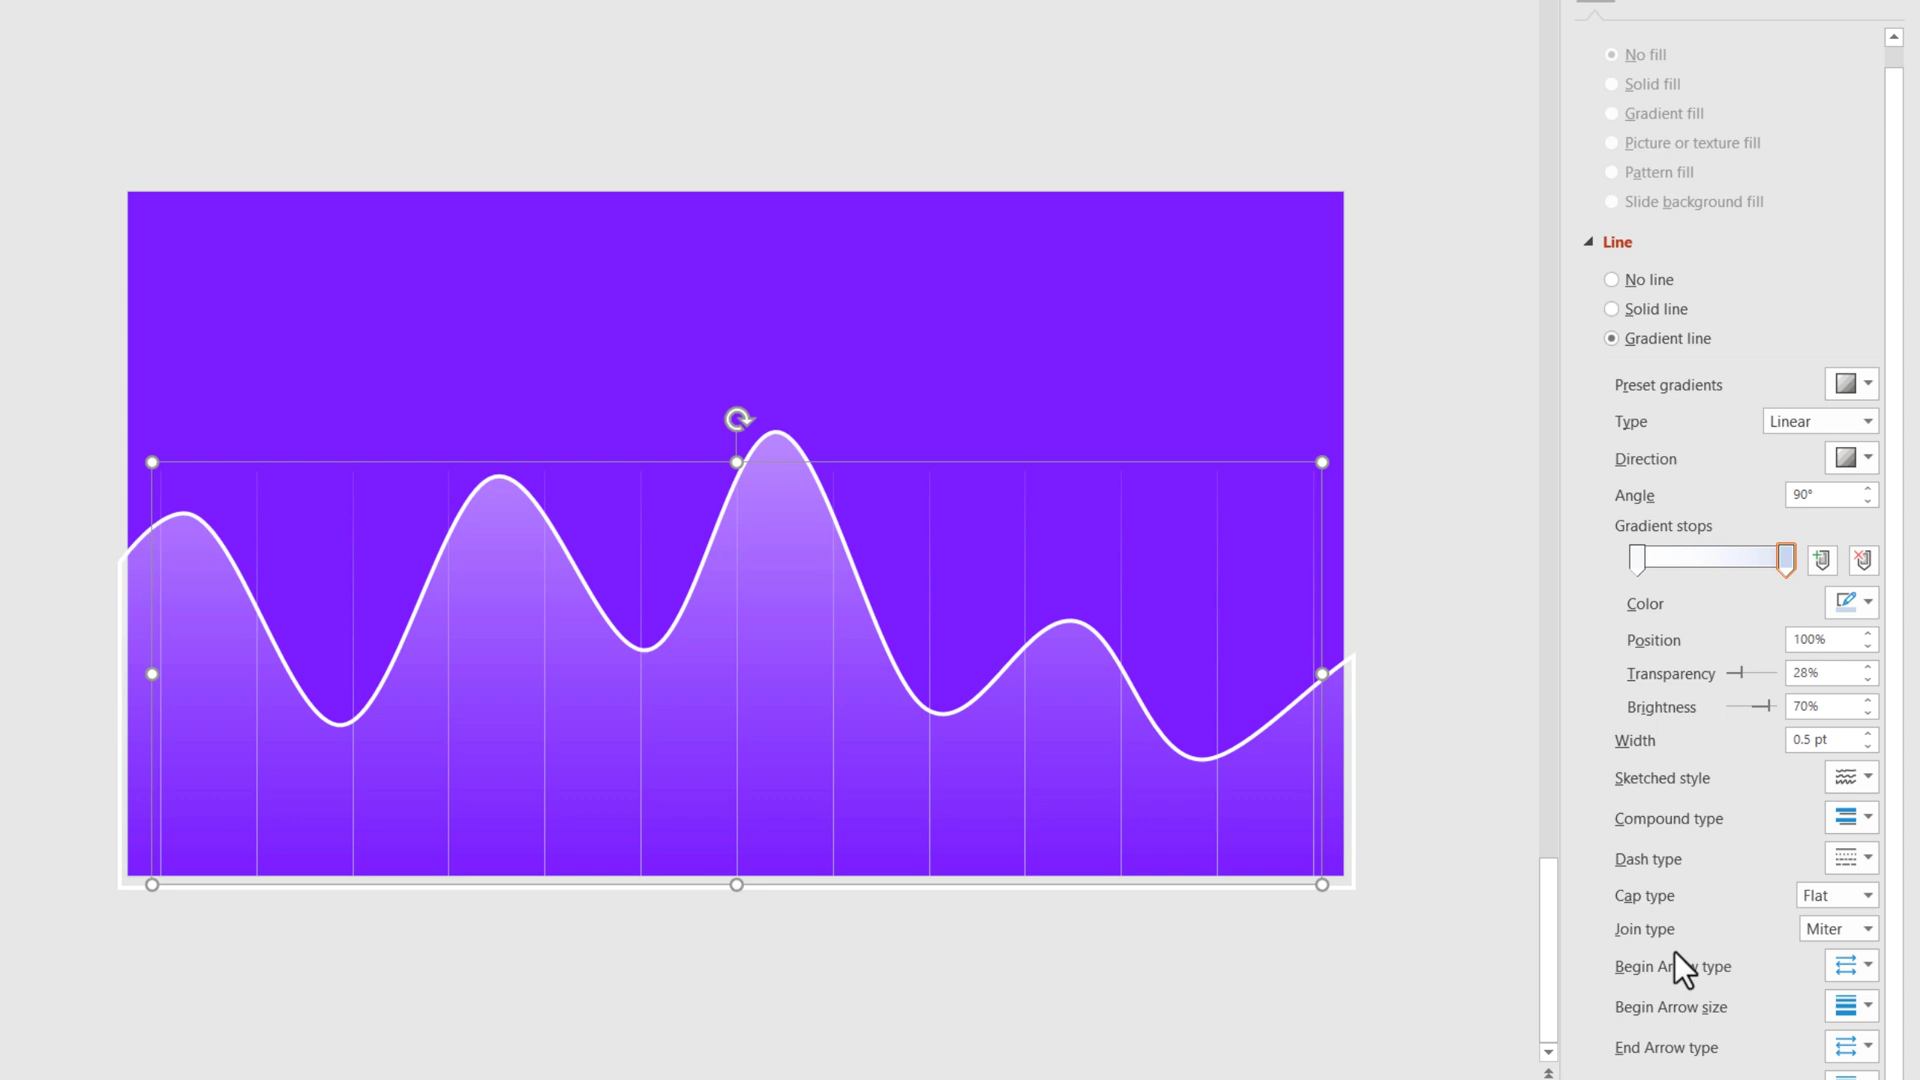 No fill
Solid fill
Gradient fill
Picture or texture fill
Pattern fill
Slide background fill
Line
No line
Solid line
Gradient line
Preset gradients
Type Linear
Direction
Angle 90°
Gradient stops
Color
Position 100%
Transparency 28%
Brightness 70%
Width 0.5 pt
Sketched style
Compound type
Dash type
Cap type Flat
Join type Miter
Begin type
Begin Arrow size
End Arrow type